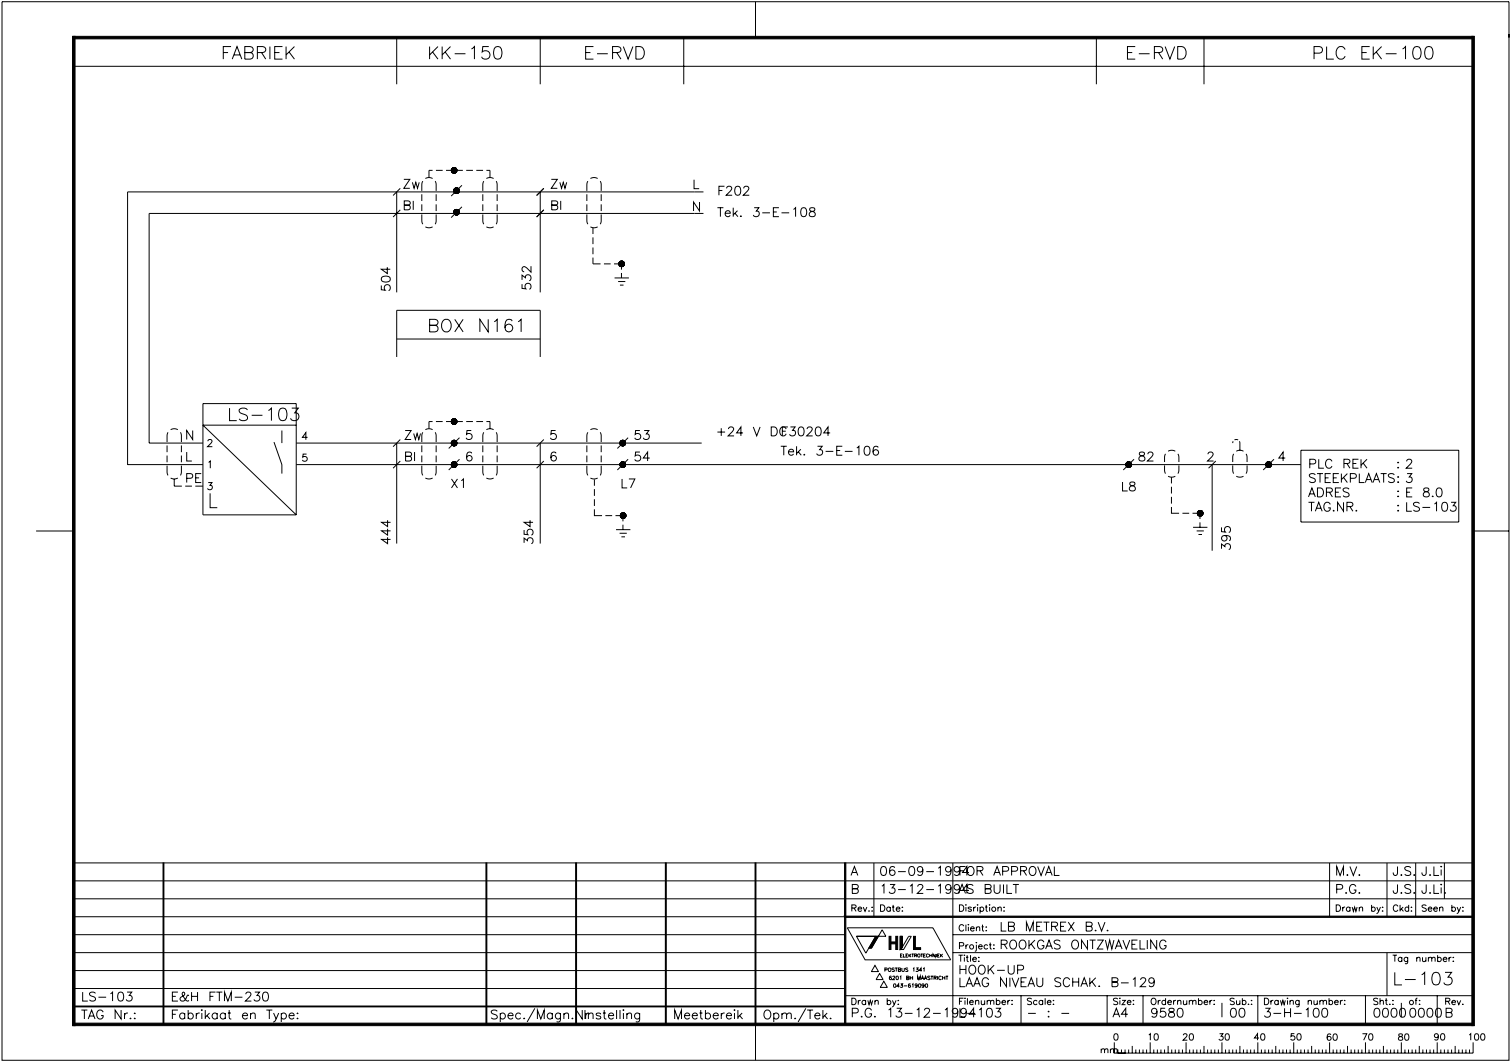 FABRIEK KK-150 E-RVD E-RVD PLC EK-100
Zw Zw L F202
Bl Bl N Tek. 3-E-108
504 532
BOX N161
LS-103
N 2 4 Zw 5 5 53 +24 V DC
Tek. 3-E-106
L 1 5 Bl 6 6 54 82 2 4
PE 3 X1 L7 L8
L
444 354 395
PLC REK : 2
STEEKPLAATS: 3
ADRES : E 8.0
TAG.NR. : LS-103
A 06-09-1994 FOR APPROVAL M.V. J.S. J.Li
B 13-12-1994 AS BUILT P.G. J.S. J.Li.
Rev.: Date: Disription: Drawn by: Ckd: Seen by:
HVL
ELEKTROTECHNIEK
POSTBUS 1341
6201 BH MAASTRICHT
043-619090
Client: LB METREX B.V.
Project: ROOKGAS ONTZWAVELING
Title:
HOOK-UP
LAAG NIVEAU SCHAK. B-129
Tag number:
L-103
LS-103 E&H FTM-230
TAG Nr.: Fabrikaat en Type: Spec./Magn.Nr. Instelling Meetbereik Opm./Tek.
Drawn by: Filenumber: Scale: Size: Ordernumber: Sub.: Drawing number: Sht.: of: Rev.
P.G. 13-12-1994 L-103 - : - A4 9580 00 3-H-100 0000 0000 B
mm 0 10 20 30 40 50 60 70 80 90 100